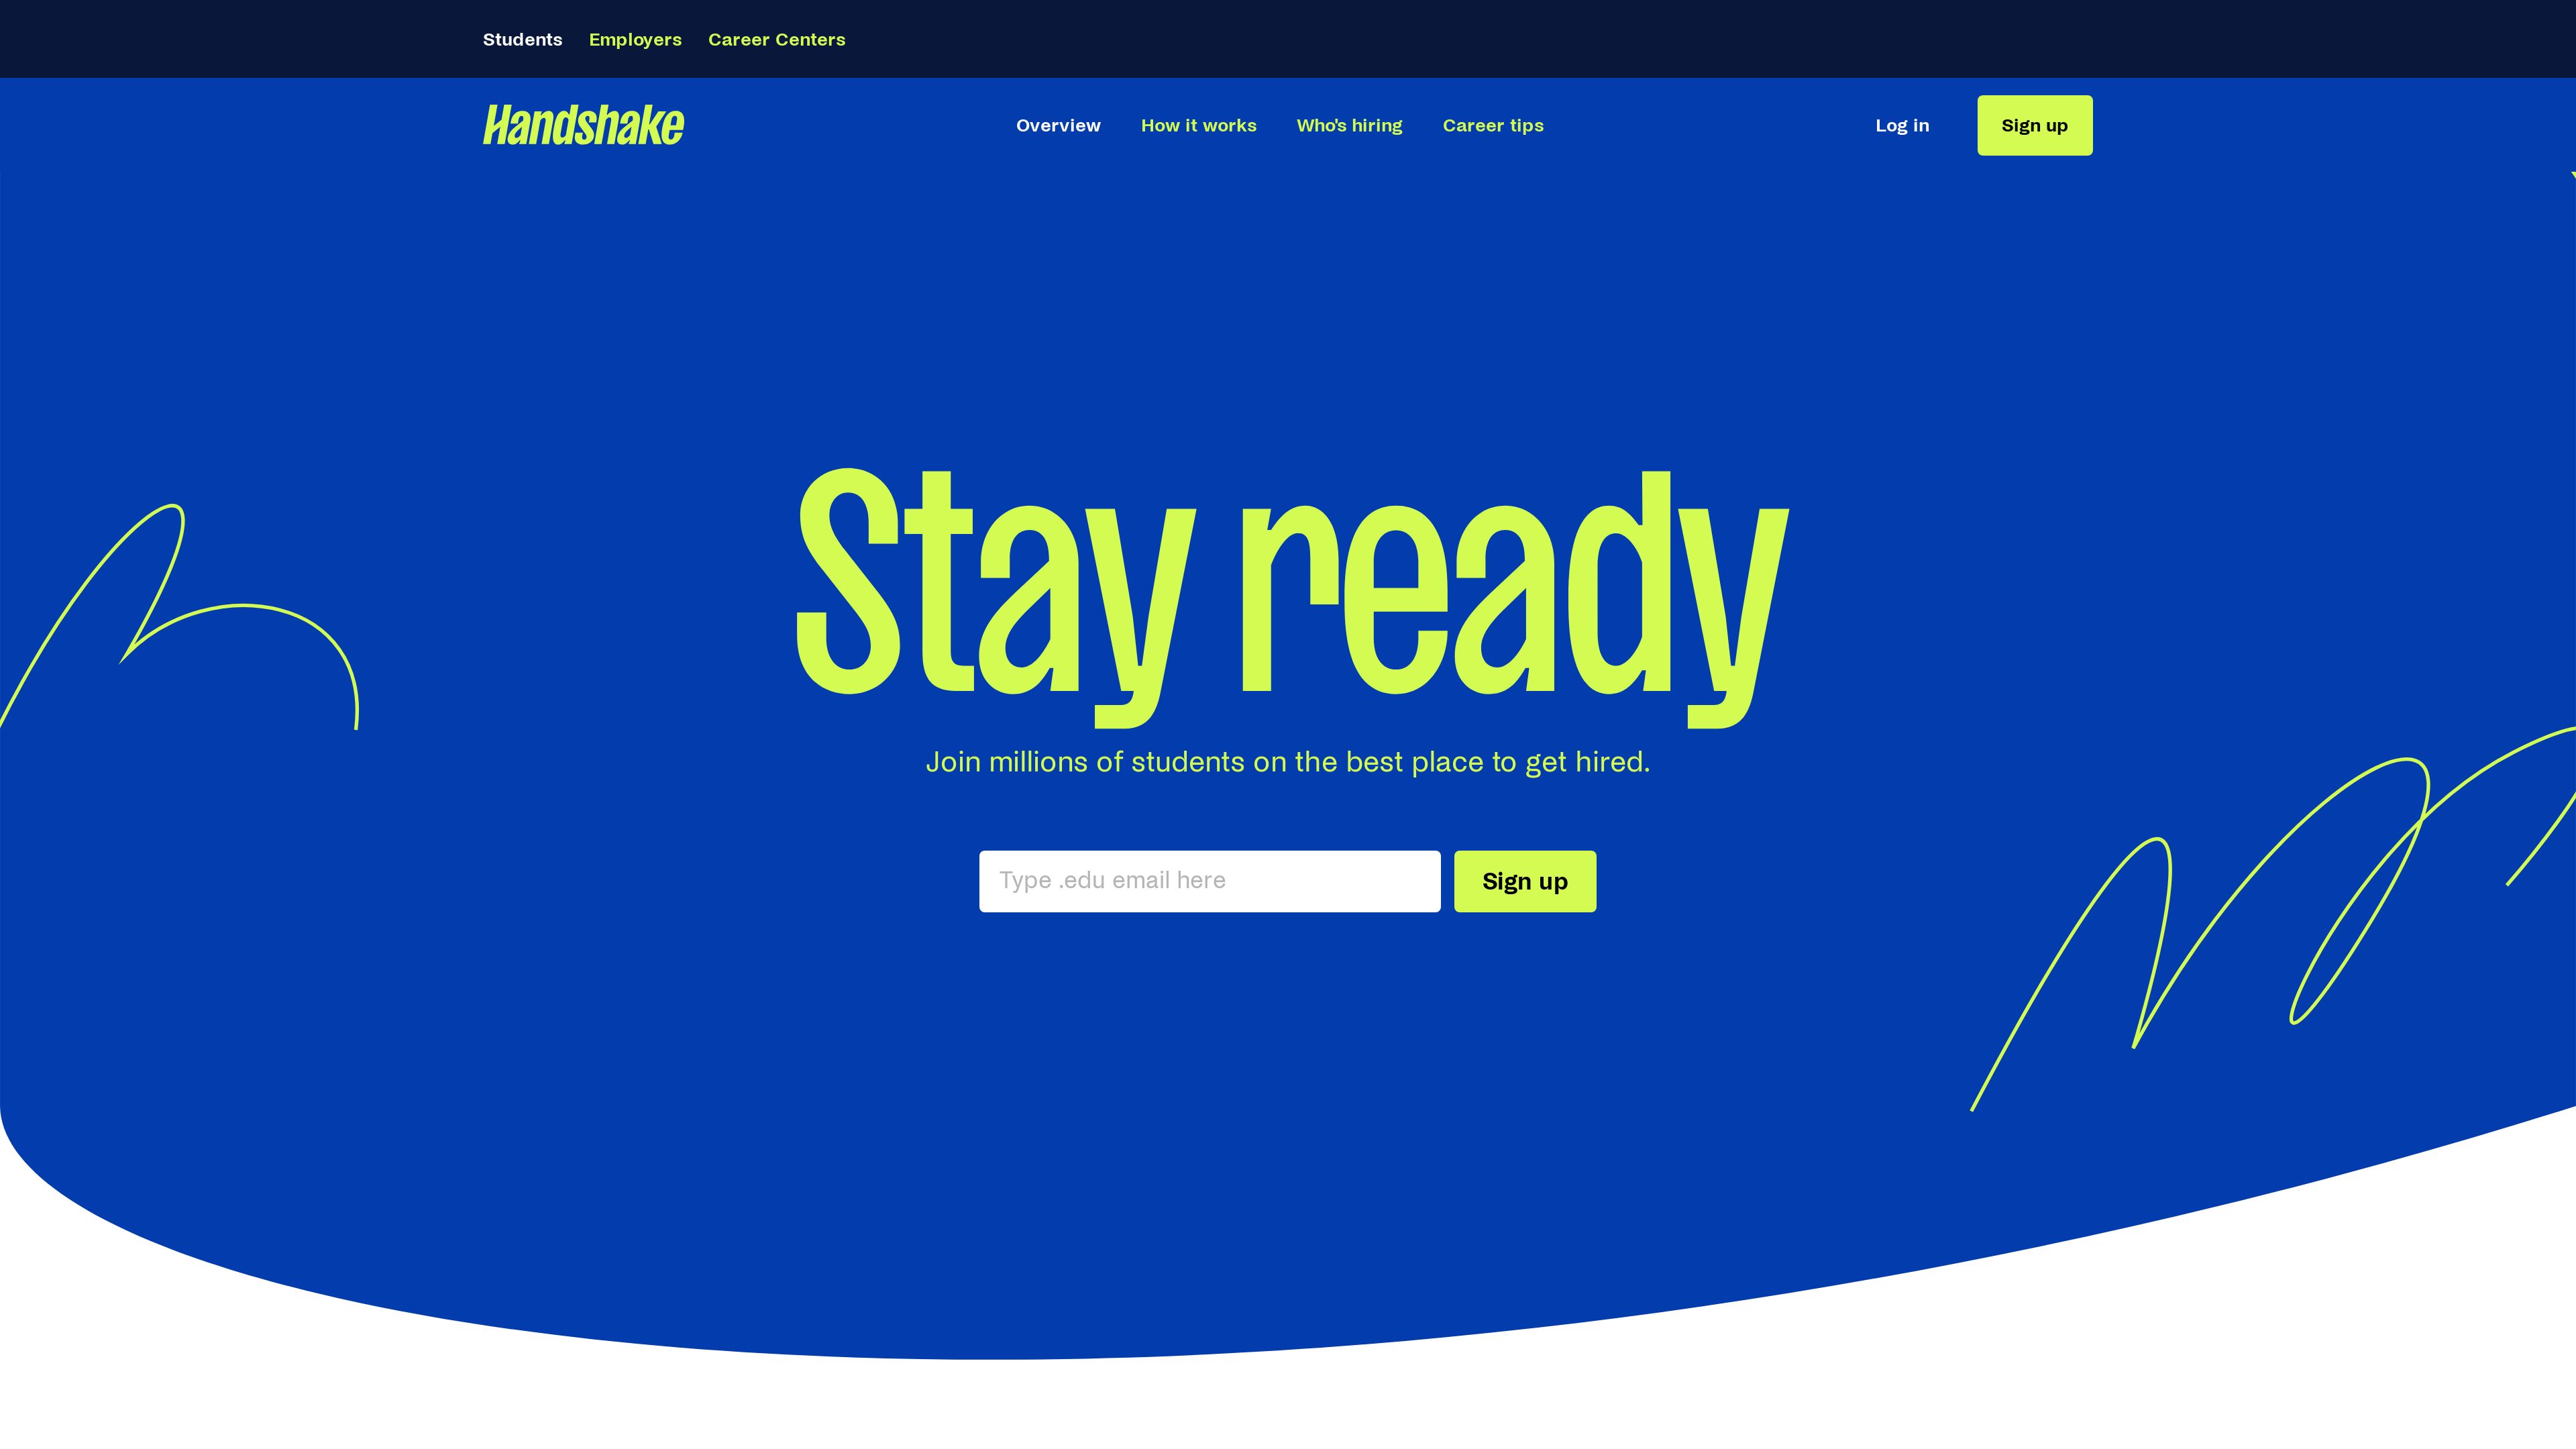 Students Employers Career Centers
Handshake Overview How it works Who's hiring Career tips Log in Sign up
Stay ready
Join millions of students on the best place to get hired.
Type .edu email here Sign up